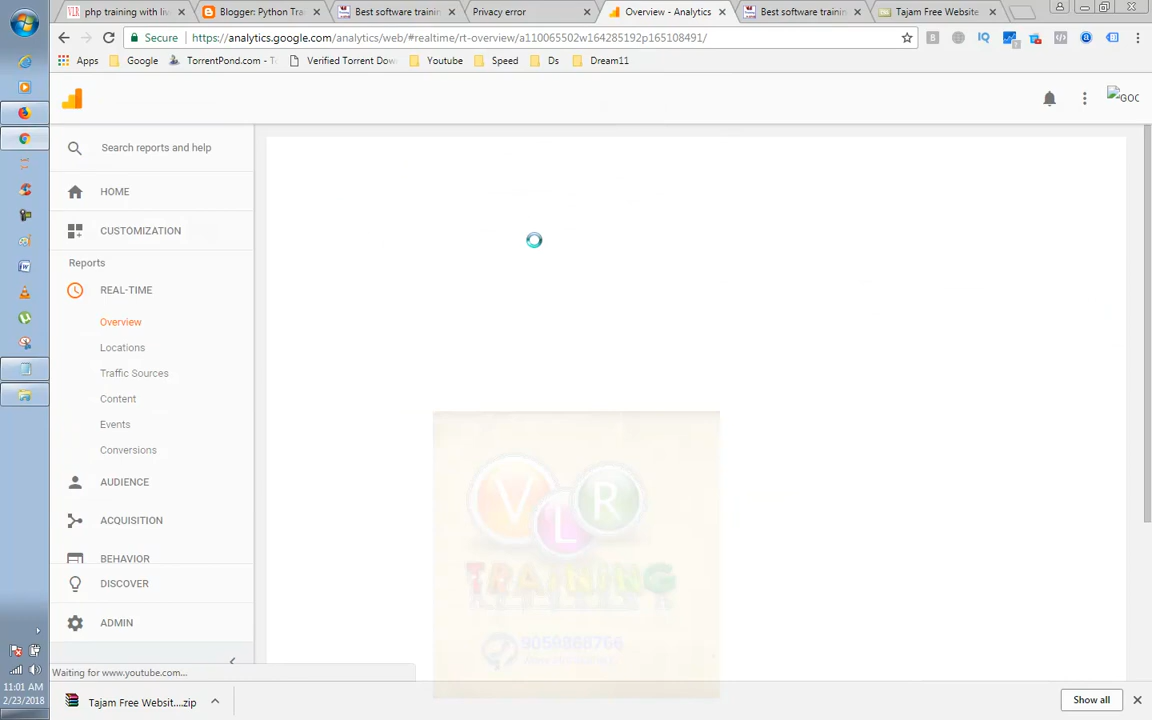 php training with liv
Blogger: Python Tra
Best software trainin
Privacy error
Overview - Analytics
Best software trainin
Tajam Free Website
Secure
https://analytics.google.com/analytics/web/#realtime/rt-overview/a110065502w164285192p165108491/
Apps
Google
TorrentPond.com - To
Verified Torrent Dow
Youtube
Speed
Ds
Dream11
GOC
Search reports and help
HOME
CUSTOMIZATION
Reports
REAL-TIME
Overview
Locations
Traffic Sources
Content
Events
Conversions
AUDIENCE
ACQUISITION
BEHAVIOR
DISCOVER
ADMIN
VLR
TRAINING
Waiting for www.youtube.com...
Tajam Free Websit....zip
Show all
11:01 AM
2/23/2018